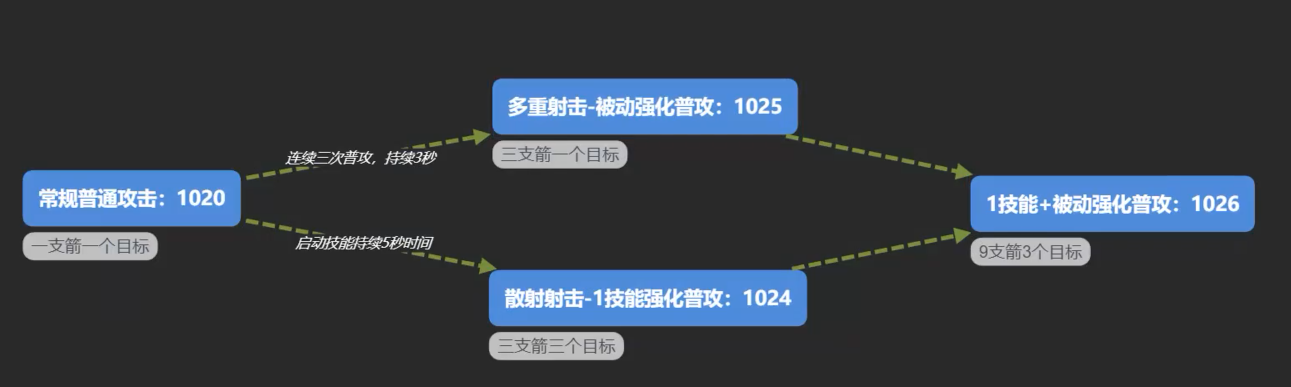 多重射击-被动强化普攻：1025
三支箭一个目标
连续三次普攻，持续3秒
常规普通攻击：1020
一支箭一个目标
1技能+被动强化普攻：1026
9支箭3个目标
启动技能持续5秒时间
散射射击-1技能强化普攻：1024
三支箭三个目标